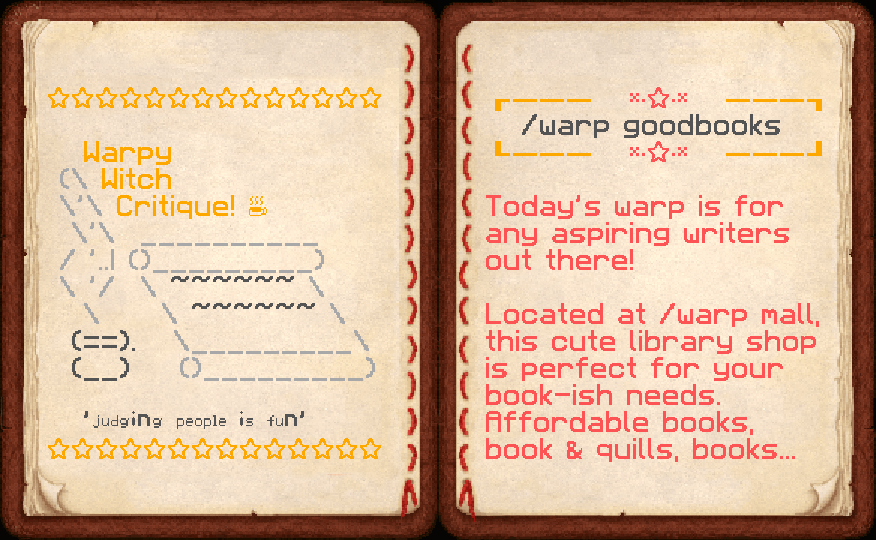 ☆☆☆☆☆☆☆☆☆☆☆☆☆☆
Warpy
Witch
Critique! ☕
'judging people is fun'
☆☆☆☆☆☆☆☆☆☆☆☆☆☆
/warp goodbooks
Today's warp is for
any aspiring writers
out there!
Located at /warp mall,
this cute library shop
is perfect for your
book-ish needs.
Affordable books,
book & quills, books...